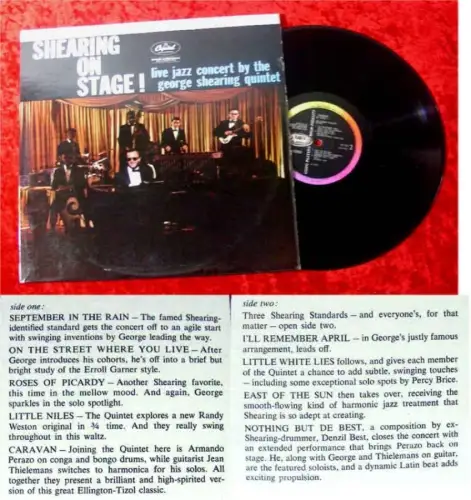 SHEARING
ON
STAGE!
Capitol
live jazz concert by the
george shearing quintet
side one:
SEPTEMBER IN THE RAIN – The famed Shearing-
identified standard gets the concert off to an agile start
with swinging inventions by George leading the way.
ON THE STREET WHERE YOU LIVE – After
George introduces his cohorts, he's off into a brief but
bright study of the Erroll Garner style.
ROSES OF PICARDY – Another Shearing favorite,
this time in the mellow mood. And again, George
sparkles in the solo spotlight.
LITTLE NILES – The Quintet explores a new Randy
Weston original in ¾ time. And they really swing
throughout in this waltz.
CARAVAN – Joining the Quintet here is Armando
Perazo on conga and bongo drums, while guitarist Jean
Thielemans switches to harmonica for his solos. All
together they present a brilliant and high-spirited ver-
sion of this great Ellington-Tizol classic.
side two:
Three Shearing Standards – and everyone's, for that
matter – open side two.
I'LL REMEMBER APRIL – in George's justly famous
arrangement, leads off.
LITTLE WHITE LIES follows, and gives each member
of the Quintet a chance to add subtle, swinging touches
– including some exceptional solo spots by Percy Brice.
EAST OF THE SUN then takes over, receiving the
smooth-flowing kind of harmonic jazz treatment that
Shearing is so adept at creating.
NOTHING BUT DE BEST, a composition by ex-
Shearing-drummer, Denzil Best, closes the concert with
an extended performance that brings Perazo back on
stage. He, along with George and Thielemans on guitar,
are the featured soloists, and a dynamic Latin beat adds
exciting propulsion.